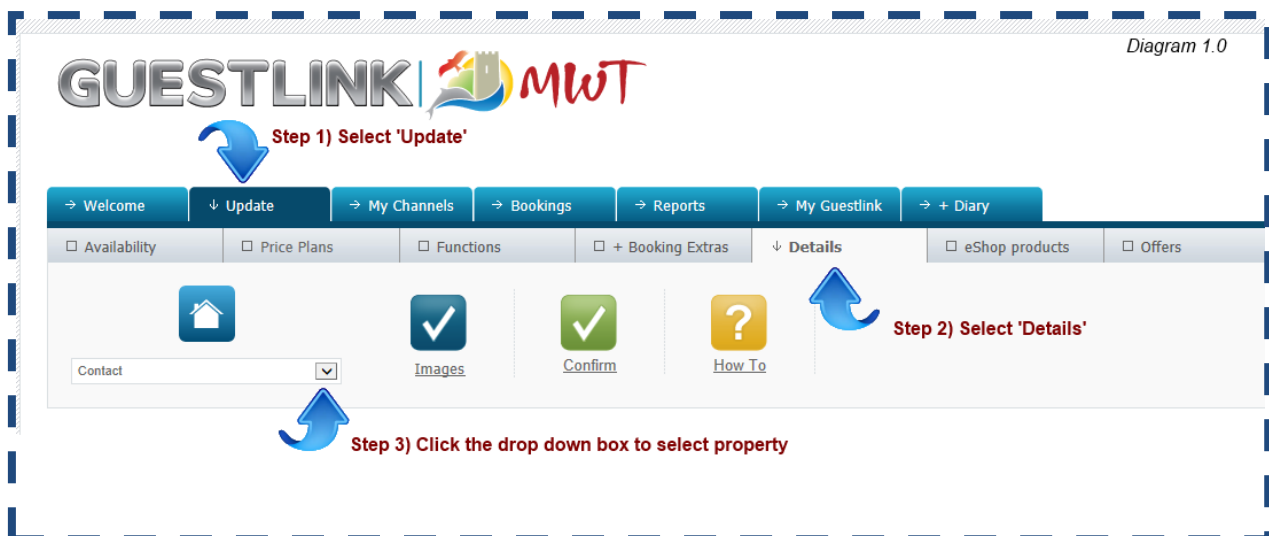 Diagram 1.0
GUESTLINK MWT
Step 1) Select 'Update'
→ Welcome ↓ Update → My Channels → Bookings → Reports → My Guestlink → + Diary
Availability Price Plans Functions + Booking Extras ↓ Details eShop products Offers
?
Step 2) Select 'Details'
Contact Images Confirm How To
Step 3) Click the drop down box to select property